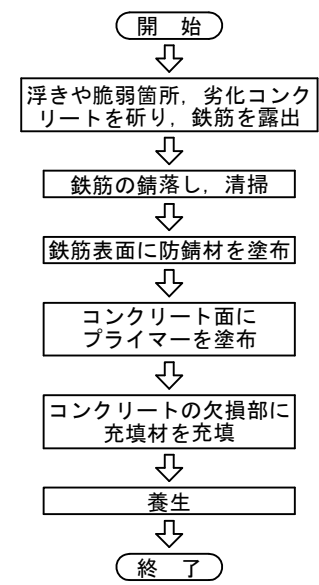 開　始
浮きや脆弱箇所，劣化コンク
リートを斫り，鉄筋を露出
鉄筋の錆落し，清掃
鉄筋表面に防錆材を塗布
コンクリート面に
プライマーを塗布
コンクリートの欠損部に
充填材を充填
養生
終　了